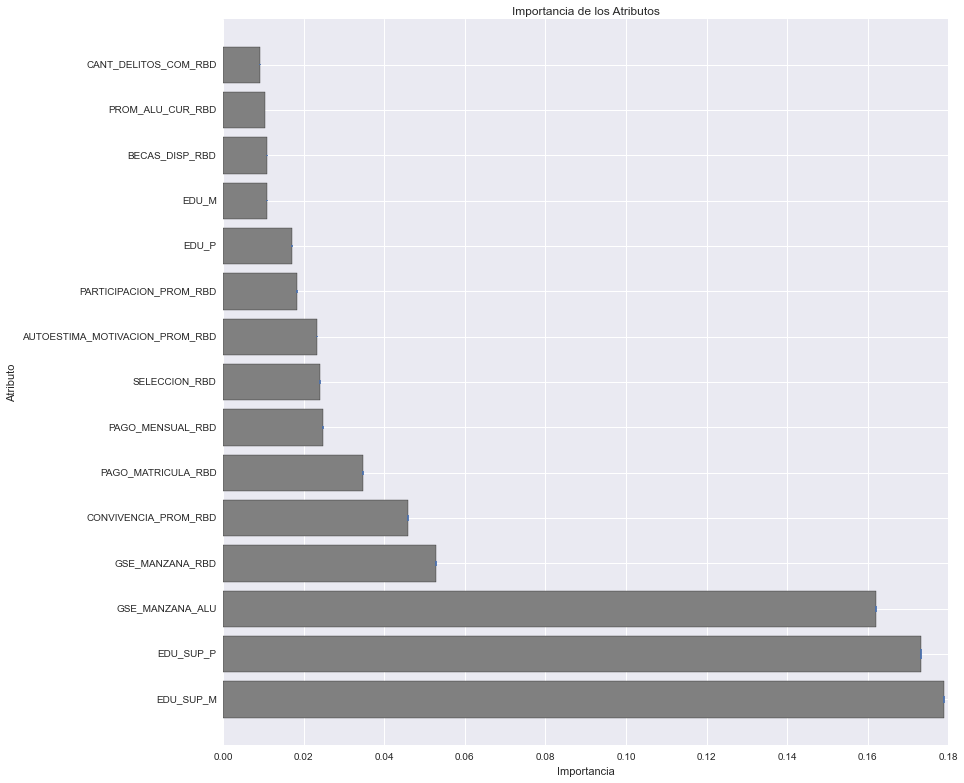 Importancia de los Atributos
CANT_DELITOS_COM_RBD
PROM_ALU_CUR_RBD
BECAS_DISP_RBD
EDU_M
EDU_P
PARTICIPACION_PROM_RBD
AUTOESTIMA_MOTIVACION_PROM_RBD
SELECCION_RBD
PAGO_MENSUAL_RBD
PAGO_MATRICULA_RBD
CONVIVENCIA_PROM_RBD
GSE_MANZANA_RBD
GSE_MANZANA_ALU
EDU_SUP_P
EDU_SUP_M
Atributo
0.00 0.02 0.04 0.06 0.08 0.10 0.12 0.14 0.16 0.18
Importancia